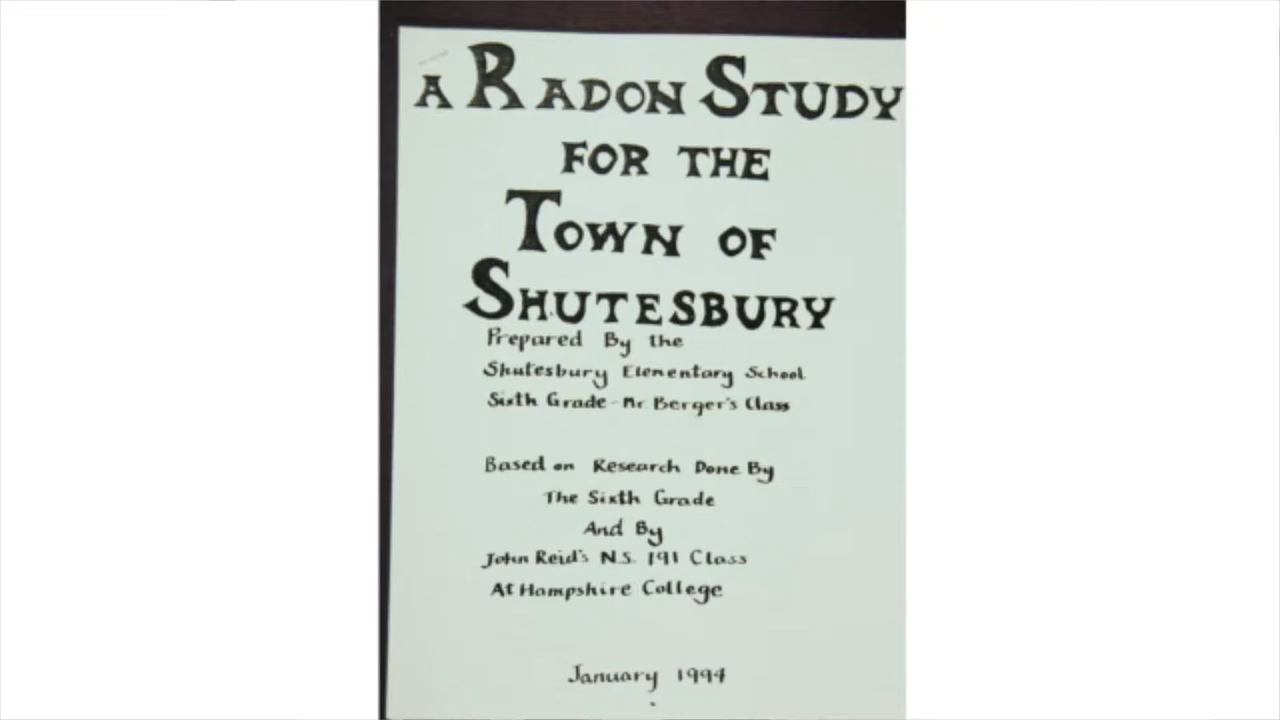 A RADON STUDY
FOR THE
TOWN OF
SHUTESBURY
Prepared By the
Shutesbury Elementary School
Sixth Grade - Mr. Berger's Class
Based on Research Done By
The Sixth Grade
And By
John Reid's N.S. 191 Class
At Hampshire College
January 1994